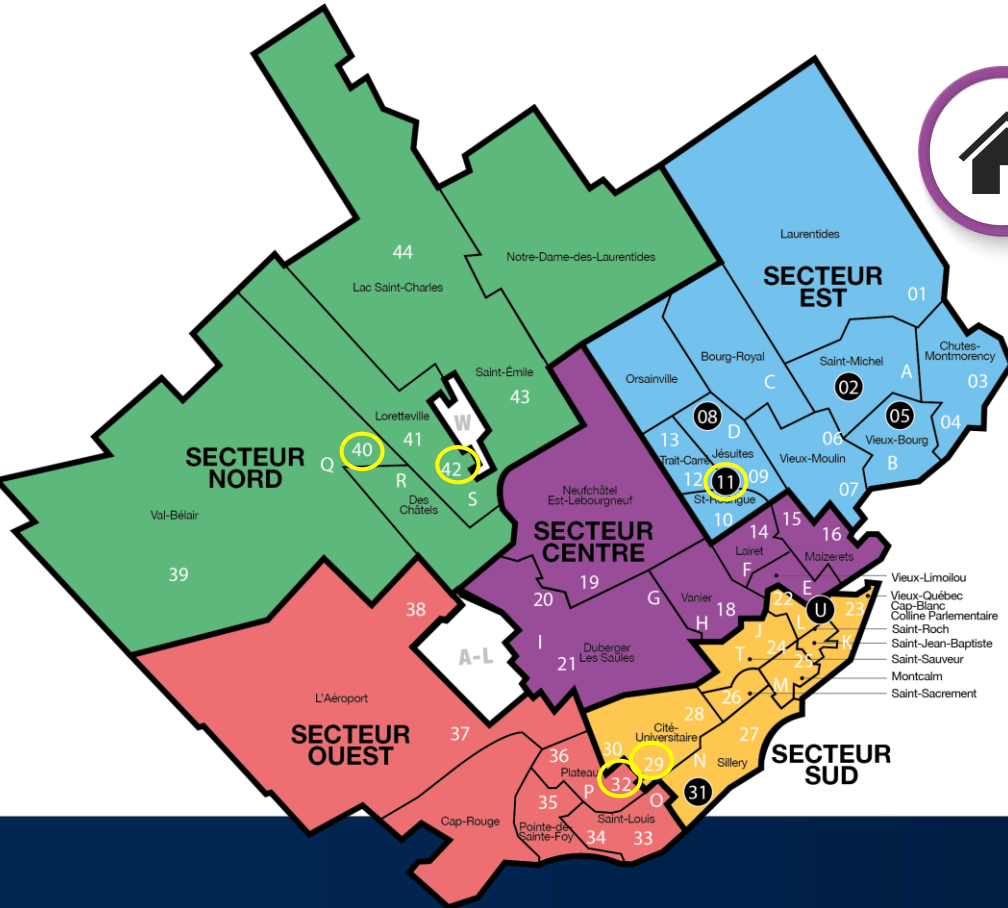 44
Lac Saint-Charles
Notre-Dame-des-Laurentides
Laurentides
SECTEUR
EST
01
Chutes-
Montmorency
03
Saint-Michel
02
A
Bourg-Royal
C
Orsainville
Saint-Émile
43
05
Vieux-Bourg
04
B
08
D
13
Trait-Carré
Jésuites
12
11
09
06
Vieux-Moulin
07
10
W
Loretteville
41
40
42
Q
R
S
SECTEUR
NORD
Des
Châtels
Val-Bélair
39
Neufchâtel
Est-Lebourgneuf
SECTEUR
CENTRE
14
15
16
Lairet
F
Maizerets
E
19
20
G
Vanier
18
H
I
21
Duberger
Les Saules
38
A-L
22
U
23
L
J
K
24
T
25
M
26
Vieux-Limoilou
Vieux-Québec
Cap-Blanc
Colline Parlementaire
Saint-Roch
Saint-Jean-Baptiste
Saint-Sauveur
Montcalm
Saint-Sacrement
L'Aéroport
37
SECTEUR
OUEST
28
Cité-
Universitaire
27
30
29
N
Sillery
SECTEUR
SUD
31
36
Plateau
32
P
O
35
Cap-Rouge
Pointe-de-
Sainte-Foy
Saint-Louis
34
33